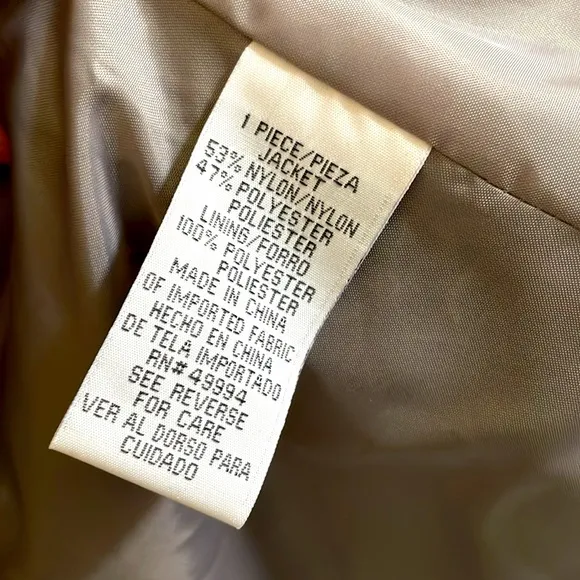 1 PIECE/PIEZA
JACKET
53% NYLON/NYLON
47% POLYESTER
POLIESTER
LINING/FORRO
100% POLYESTER
POLIESTER
MADE IN CHINA
OF IMPORTED FABRIC
HECHO EN CHINA
DE TELA IMPORTADO
RN#49994
SEE REVERSE
FOR CARE
VER AL DORSO PARA
CUIDADO